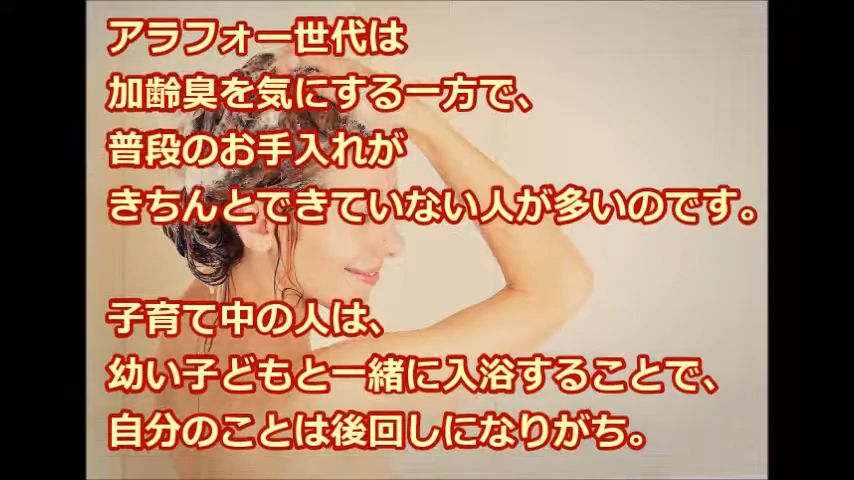 アラフォー世代は
加齢臭を気にする一方で、
普段のお手入れが
きちんとできていない人が多いのです。
子育て中の人は、
幼い子どもと一緒に入浴することで、
自分のことは後回しになりがち。